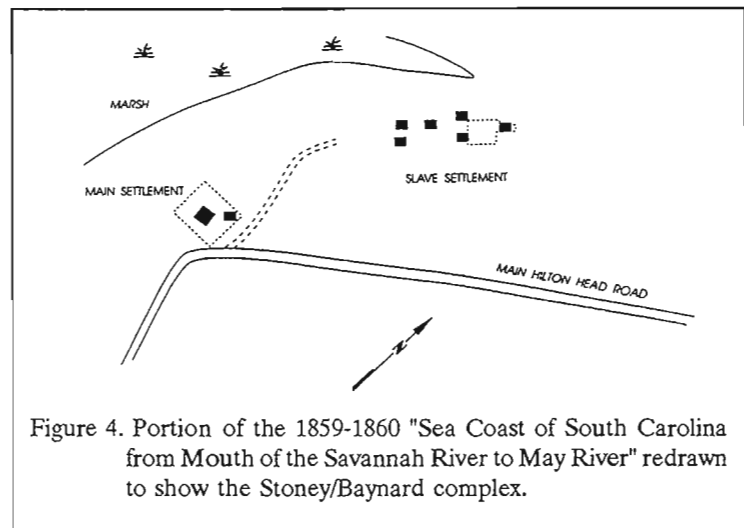 MARSH
MAIN SETTLEMENT
SLAVE SETTLEMENT
MAIN HILTON HEAD ROAD
N
Figure 4. Portion of the 1859-1860 "Sea Coast of South Carolina
from Mouth of the Savannah River to May River" redrawn
to show the Stoney/Baynard complex.